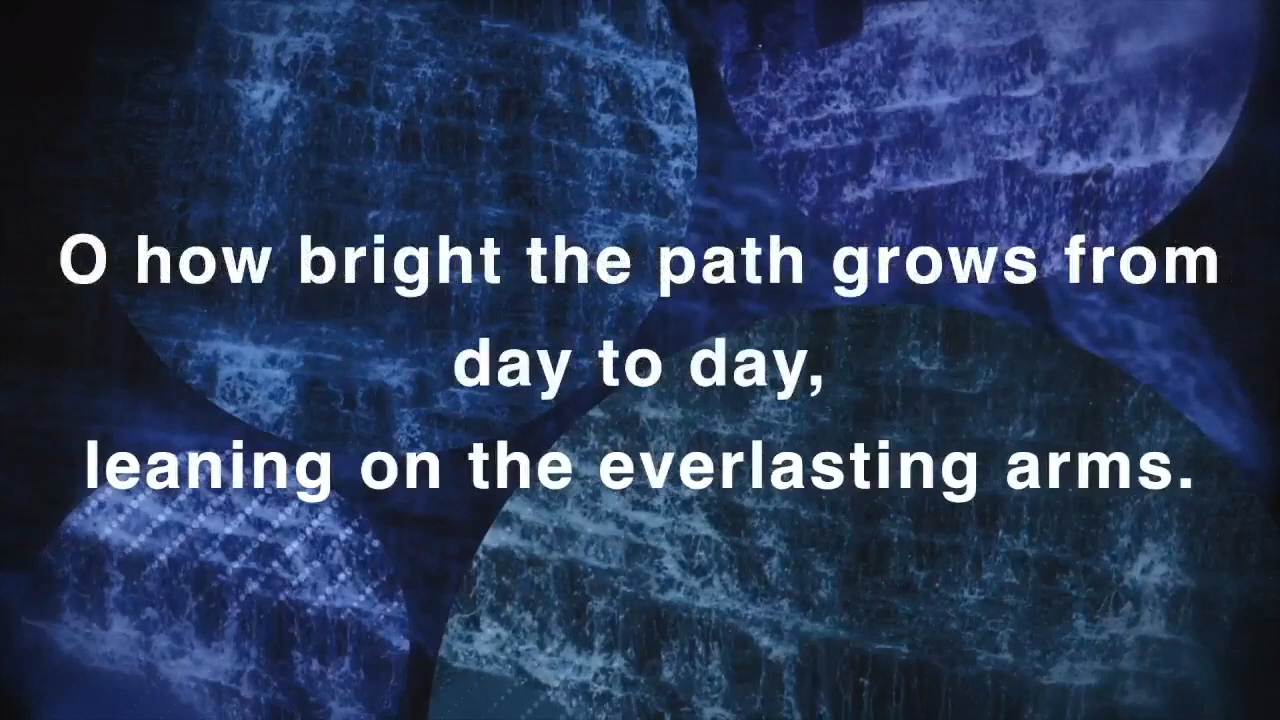 O how bright the path grows from
day to day,
leaning on the everlasting arms.